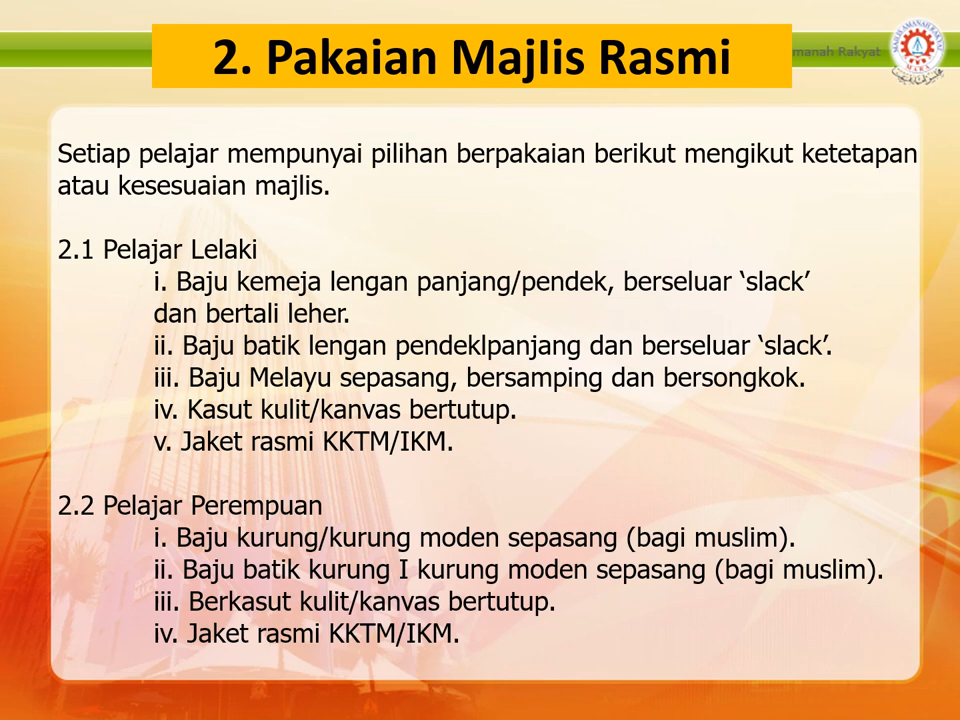 2. Pakaian Majlis Rasmi
manah Rakyat
MARA
Setiap pelajar mempunyai pilihan berpakaian berikut mengikut ketetapan
atau kesesuaian majlis.
2.1 Pelajar Lelaki
i. Baju kemeja lengan panjang/pendek, berseluar ‘slack’
dan bertali leher.
ii. Baju batik lengan pendeklpanjang dan berseluar ‘slack’.
iii. Baju Melayu sepasang, bersamping dan bersongkok.
iv. Kasut kulit/kanvas bertutup.
v. Jaket rasmi KKTM/IKM.
2.2 Pelajar Perempuan
i. Baju kurung/kurung moden sepasang (bagi muslim).
ii. Baju batik kurung I kurung moden sepasang (bagi muslim).
iii. Berkasut kulit/kanvas bertutup.
iv. Jaket rasmi KKTM/IKM.